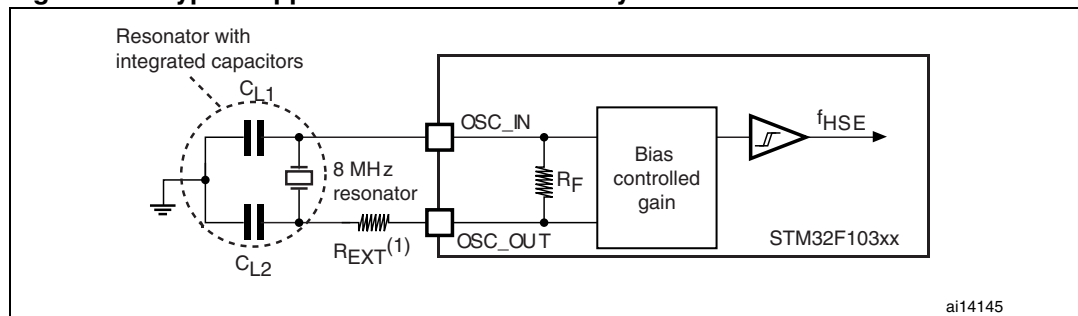 Resonator with
integrated capacitors
CL1
OSC_IN
fHSE
8 MHz
resonator
RF
Bias
controlled
gain
REXT(1)
OSC_OUT
STM32F103xx
CL2
ai14145